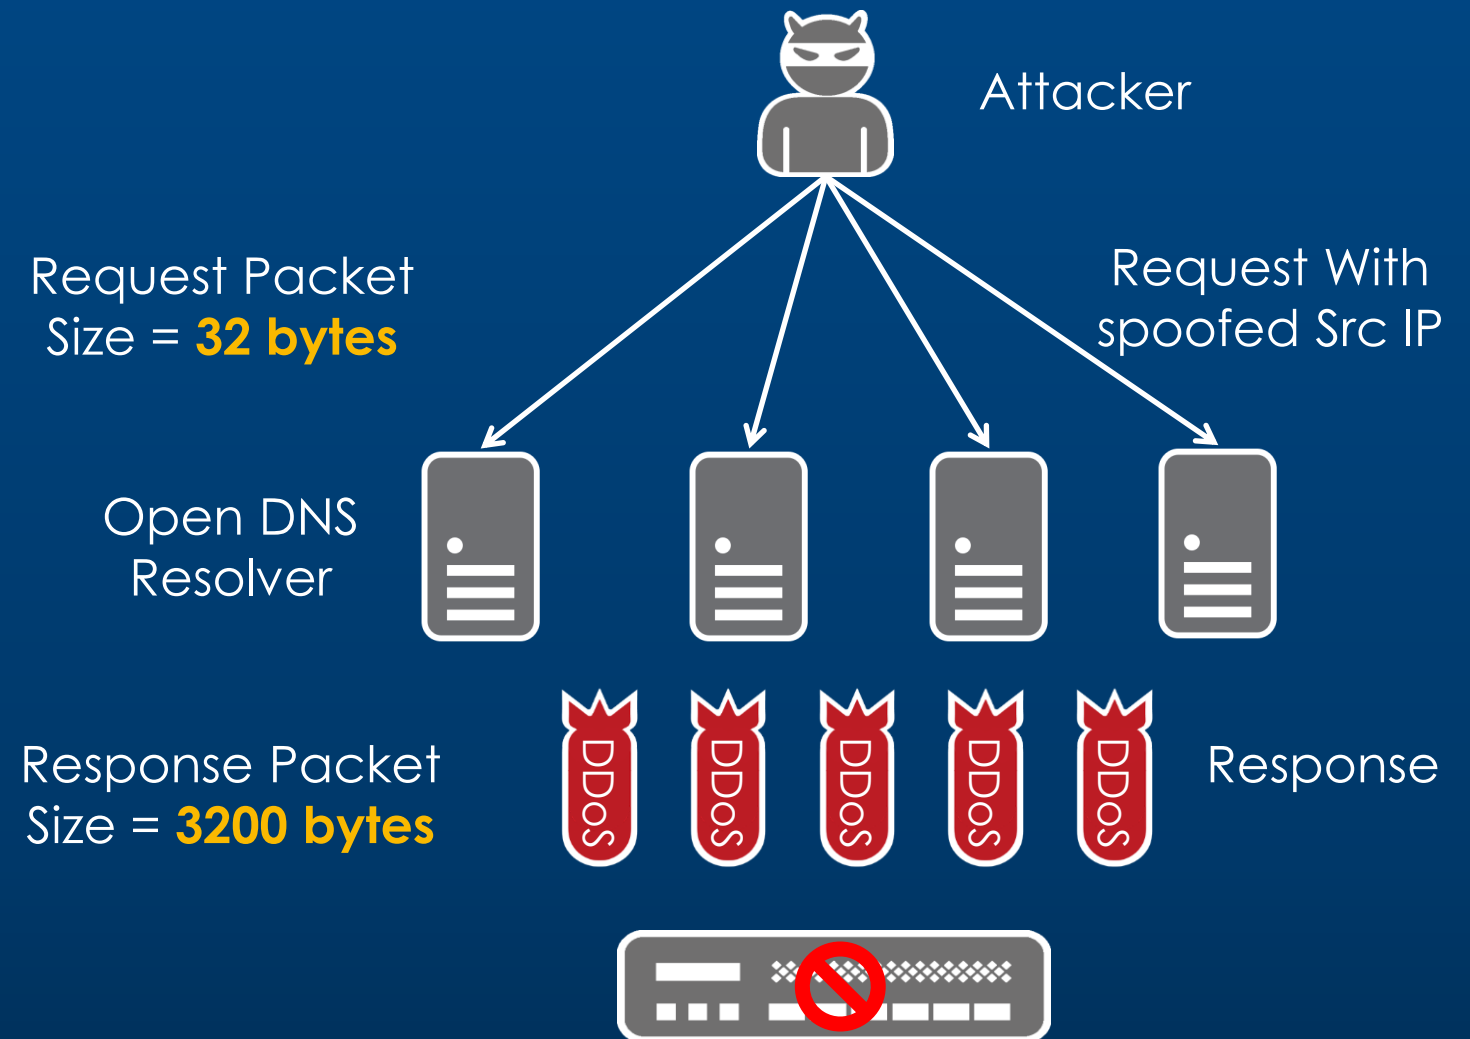 Attacker
Request Packet
Size = 32 bytes
Request With
spoofed Src IP
Open DNS
Resolver
DDoS
DDoS
DDoS
DDoS
DDoS
Response Packet
Size = 3200 bytes
Response